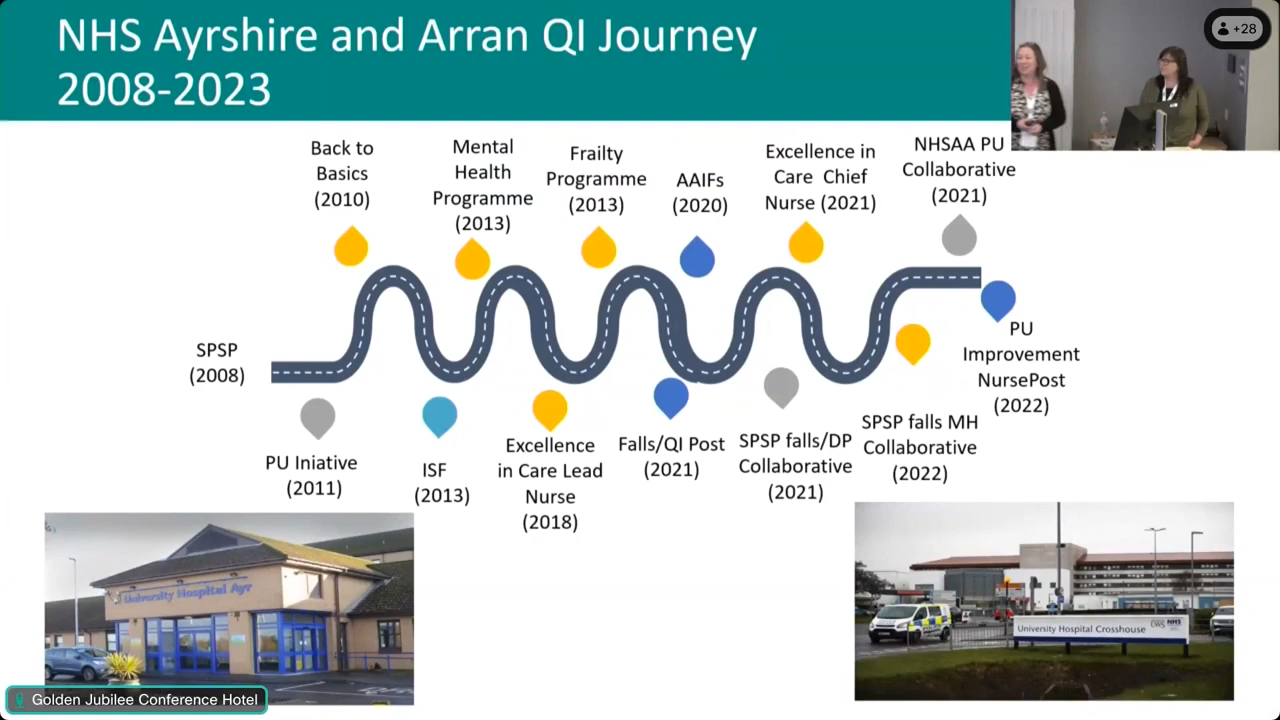 NHS Ayrshire and Arran QI Journey
2008-2023
+28
Back to
Basics
(2010)
Mental
Health
Programme
(2013)
Frailty
Programme
(2013)
AAIFs
(2020)
Excellence in
Care Chief
Nurse (2021)
NHSAA PU
Collaborative
(2021)
SPSP
(2008)
PU Iniative
(2011)
ISF
(2013)
Excellence
in Care Lead
Nurse
(2018)
Falls/QI Post
(2021)
SPSP falls/DP
Collaborative
(2021)
SPSP falls MH
Collaborative
(2022)
PU
Improvement
NursePost
(2022)
University Hospital Ayr
University Hospital Crosshouse
UWS
NHS
Golden Jubilee Conference Hotel